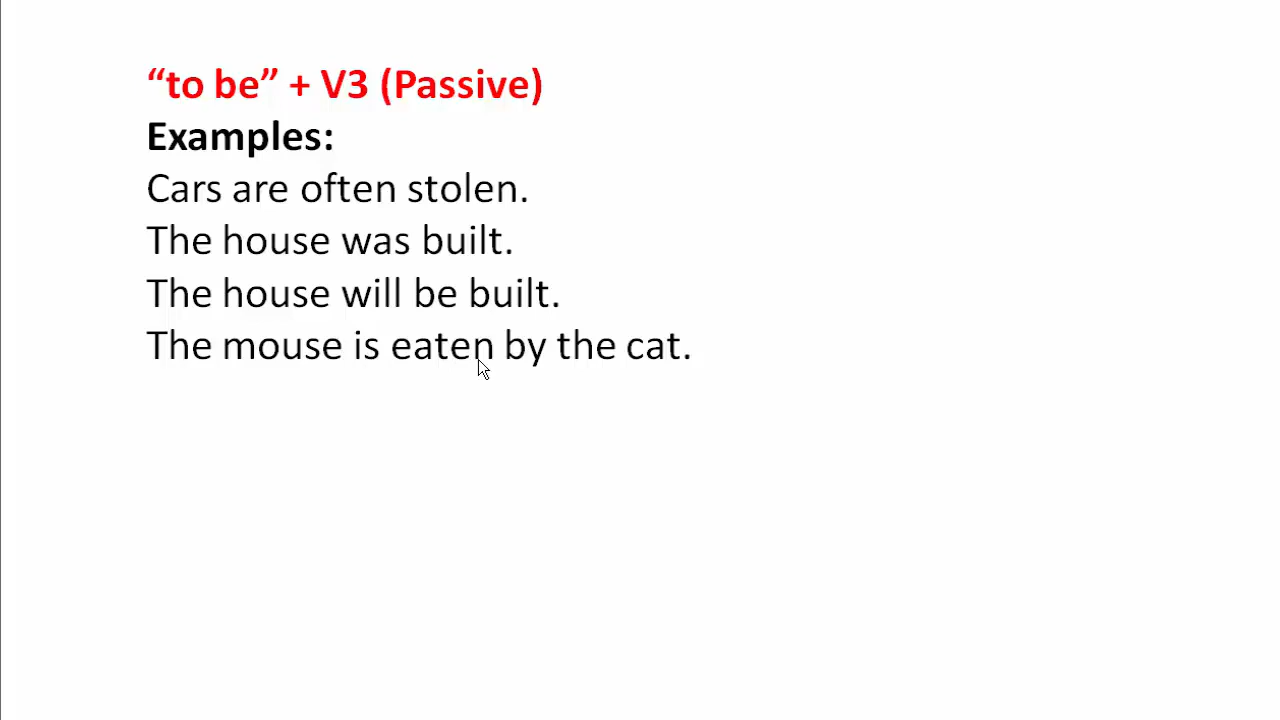 “to be” + V3 (Passive)
Examples:
Cars are often stolen.
The house was built.
The house will be built.
The mouse is eaten by the cat.